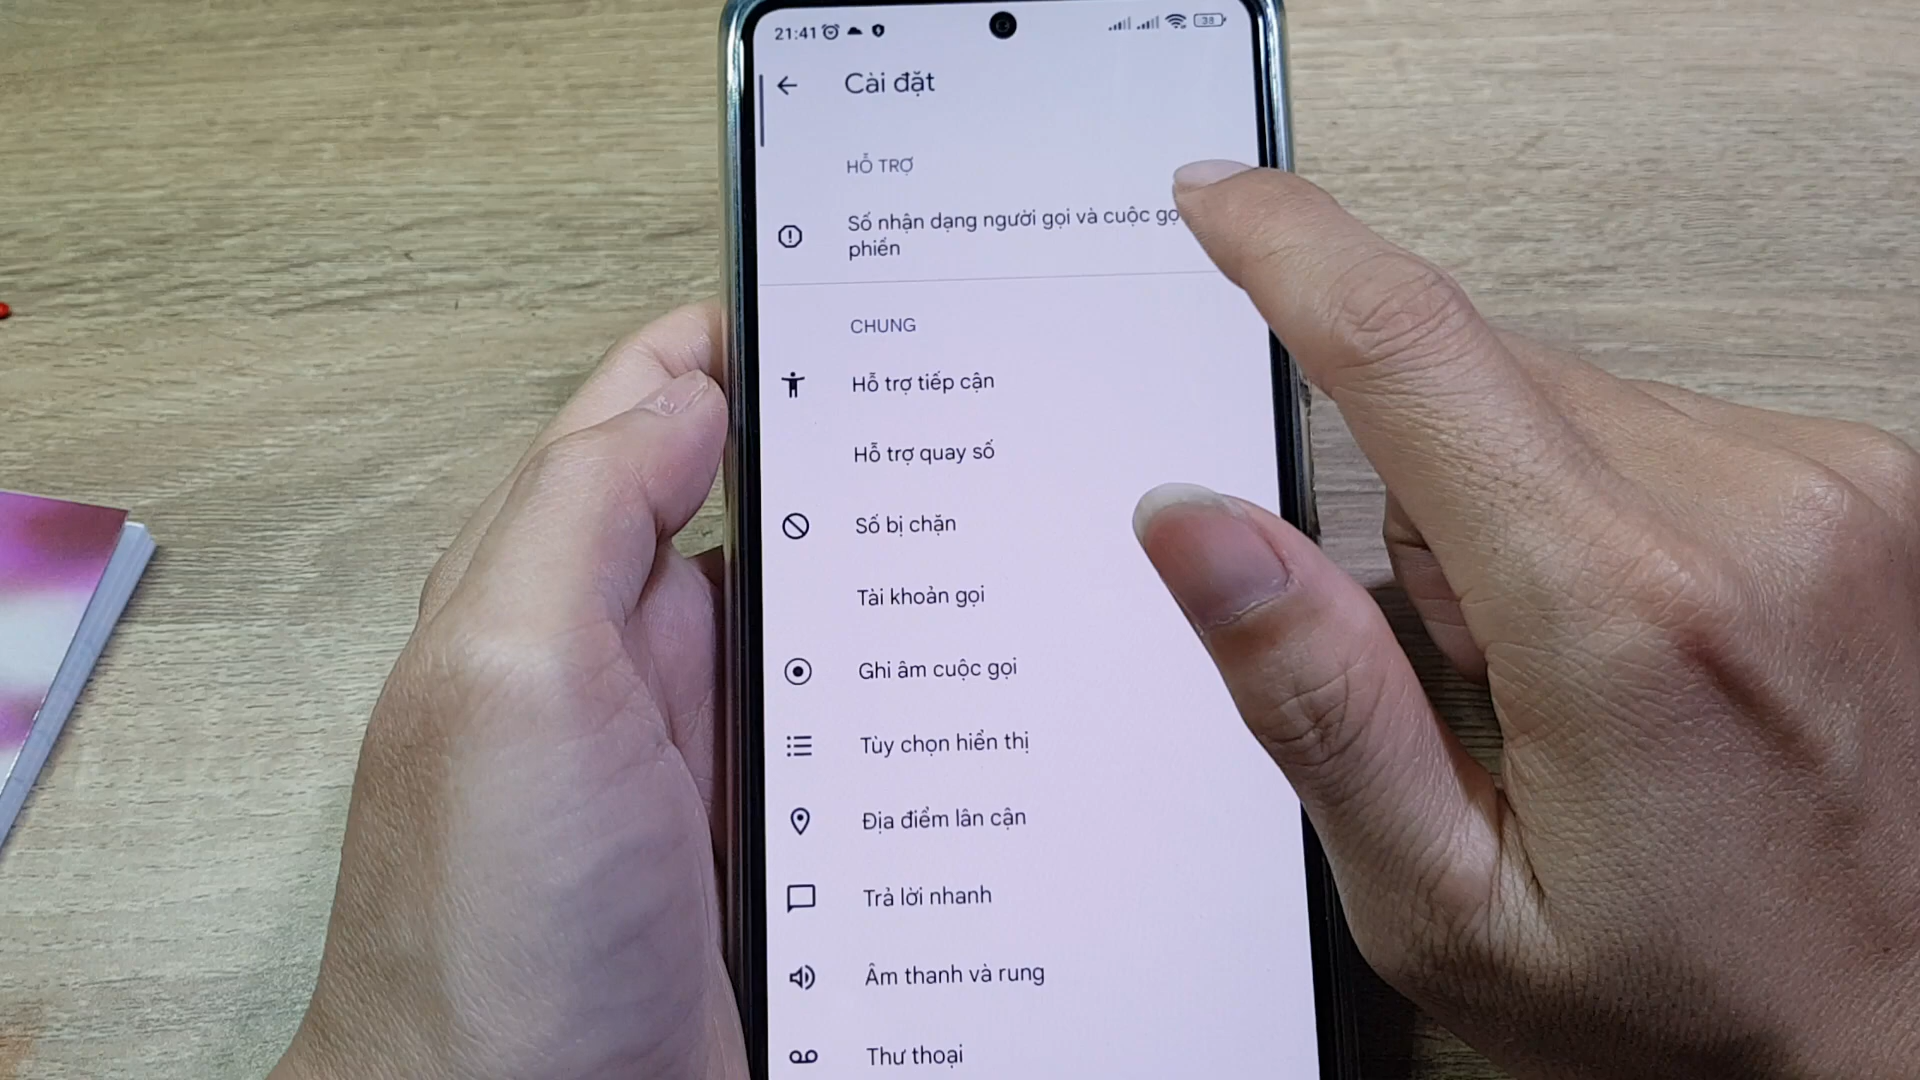 21:41
38
Cài đặt
HỖ TRỢ
Số nhận dạng người gọi và cuộc gọ
phiền
CHUNG
Hỗ trợ tiếp cận
Hỗ trợ quay số
Số bị chặn
Tài khoản gọi
Ghi âm cuộc gọi
Tùy chọn hiển thị
Địa điểm lân cận
Trả lời nhanh
Âm thanh và rung
Thư thoại